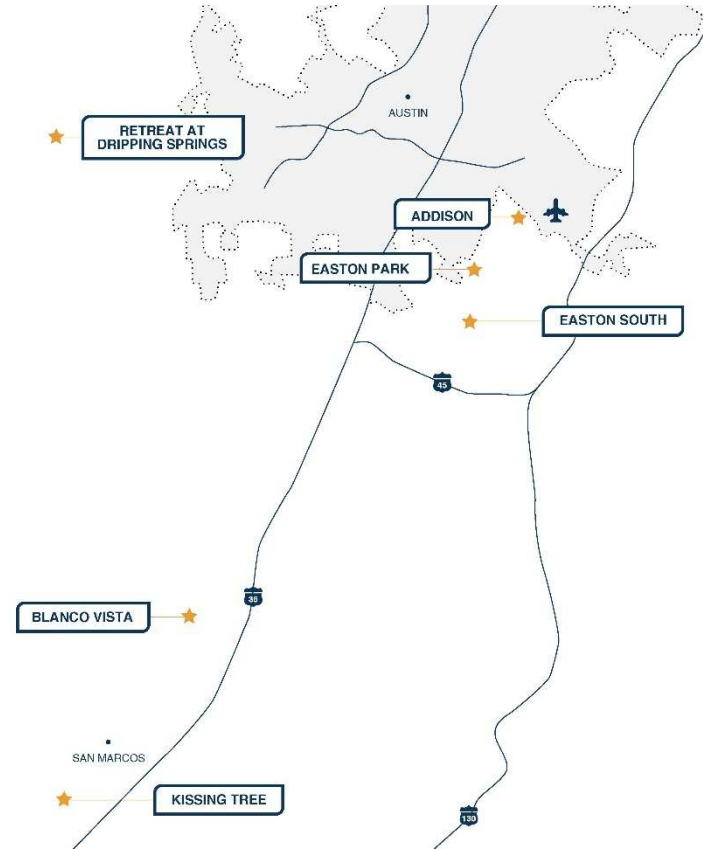 AUSTIN
RETREAT AT
DRIPPING SPRINGS
ADDISON
EASTON PARK
EASTON SOUTH
45
35
BLANCO VISTA
SAN MARCOS
KISSING TREE
130